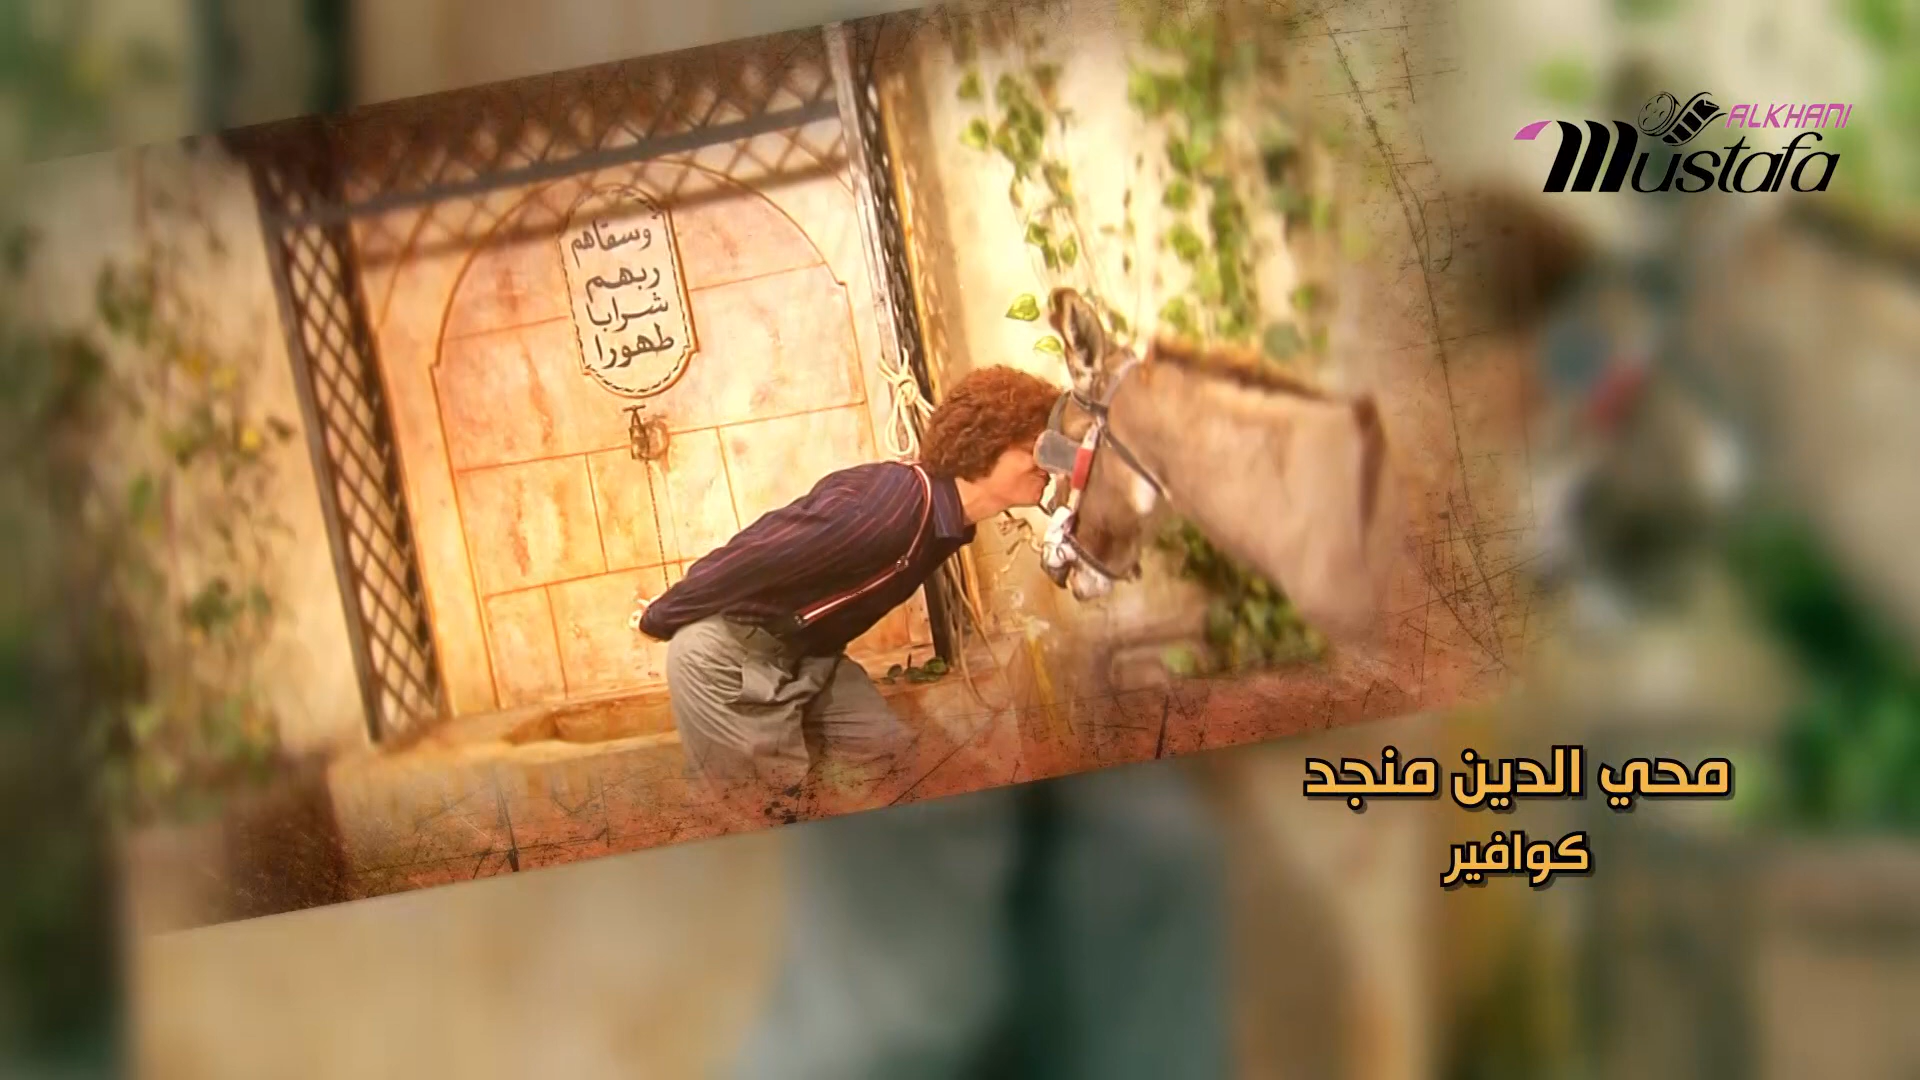 ALKHANI
Mustafa
وسقاهم
ربهم
شرابا
طهورا
محي الدين منجد
كوافير